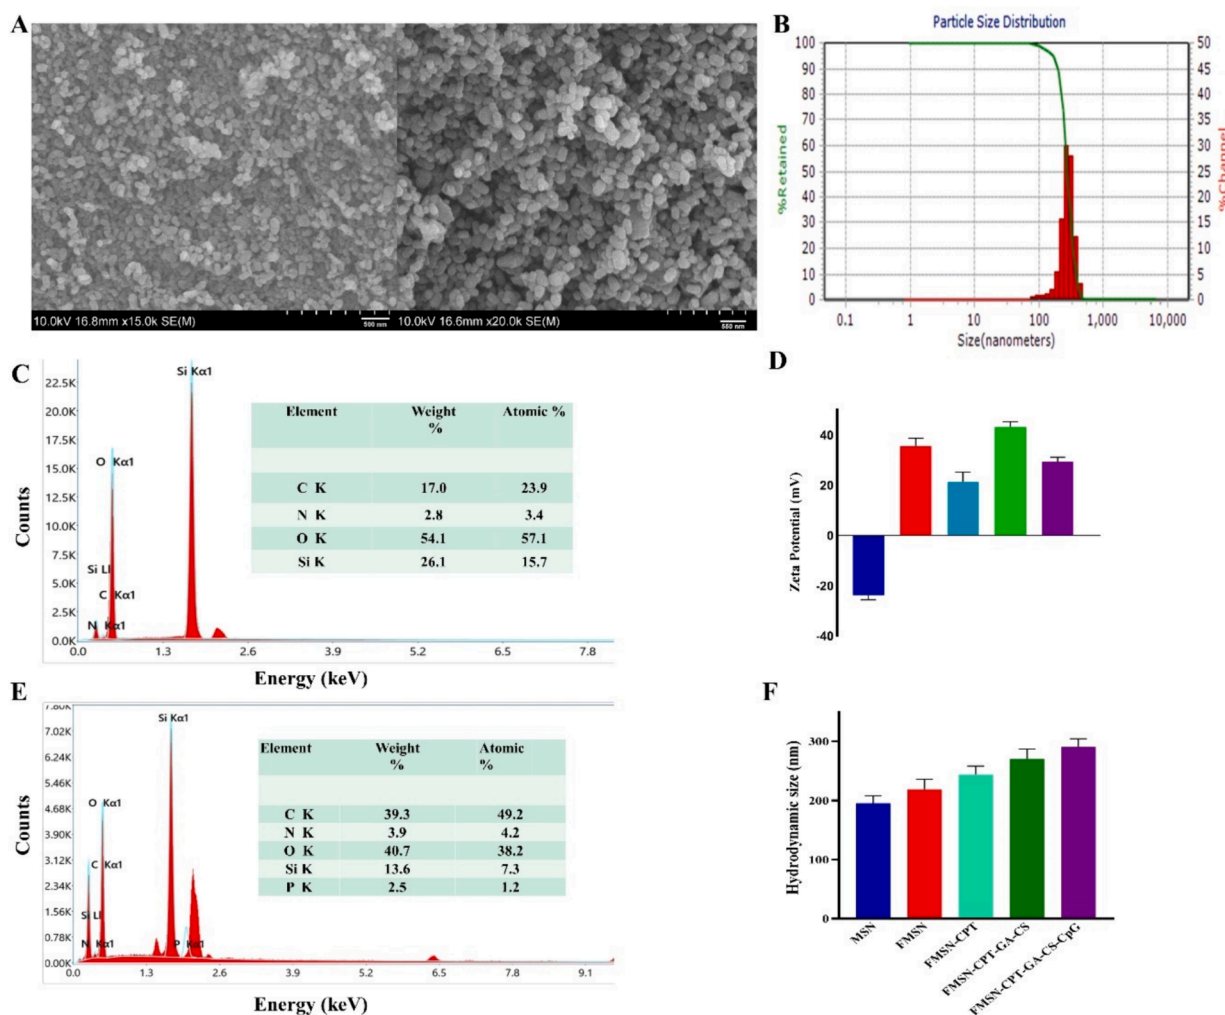 A
10.0kV 16.8mm x15.0k SE(M)
500 nm
10.0kV 16.6mm x20.0k SE(M)
B
Particle Size Distribution
%Retained
100
90
80
70
60
50
40
30
20
10
0
50
45
40
35
30
25
20
15
10
5
0
%Channel
0.1
1
10
100
1,000
10,000
Size(nanometers)
C
Counts
22.5K
20.0K
17.5K
15.0K
12.5K
10.0K
7.5K
5.0K
2.5K
0.0K
Si Kα1
O Kα1
Si Ll
C Kα1
N Kα1
0.0
1.3
2.6
3.9
5.2
6.5
7.8
Energy (keV)
Element Weight % Atomic %
C K 17.0 23.9
N K 2.8 3.4
O K 54.1 57.1
Si K 26.1 15.7
D
Zeta Potential (mV)
40
20
0
-20
-40
E
Counts
7.80K
7.02K
6.24K
5.46K
4.68K
3.90K
3.12K
2.34K
1.56K
0.78K
0.00K
Si Kα1
O Kα1
C Kα1
Si Ll
N Kα1
P Kα1
0.0
1.3
2.6
3.9
5.2
6.5
7.8
9.1
Energy (keV)
Element Weight % Atomic %
C K 39.3 49.2
N K 3.9 4.2
O K 40.7 38.2
Si K 13.6 7.3
P K 2.5 1.2
F
Hydrodynamic size (nm)
300
200
100
0
MSN
FMSN
FMSN-CPT
FMSN-CPT-GA-CS
FMSN-CPT-GA-CS-CpG